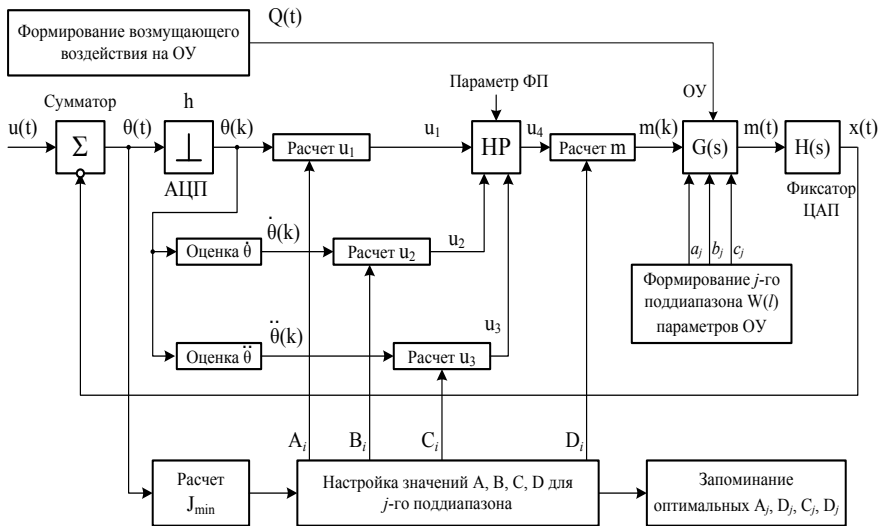 Q(t)
Формирование возмущающего
воздействия на ОУ
Параметр ФП
ОУ
Сумматор
h
u(t)
Σ
θ(t)
θ(k)
АЦП
Расчет u1
u1
НР
u4
Расчет m
m(k)
G(s)
m(t)
H(s)
x(t)
Фиксатор
ЦАП
Оценка θ̇
θ̇(k)
Расчет u2
u2
aj
bj
cj
Формирование j-го
поддиапазона W(l)
параметров ОУ
Оценка θ̈
θ̈(k)
Расчет u3
u3
Ai
Bi
Ci
Di
Расчет
Jmin
Настройка значений A, B, C, D для
j-го поддиапазона
Запоминание
оптимальных Aj, Dj, Cj, Dj